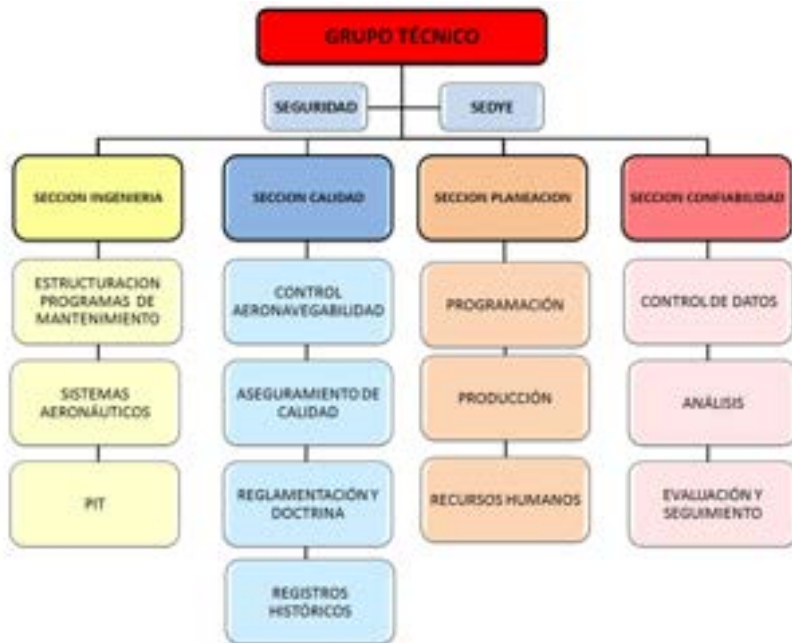 GRUPO TÉCNICO
SEGURIDAD
SEDYE
SECCION INGENIERIA
SECCION CALIDAD
SECCION PLANEACION
SECCION CONFIABILIDAD
ESTRUCTURACION
PROGRAMAS DE
MANTENIMIENTO
CONTROL
AERONAVEGABILIDAD
PROGRAMACIÓN
CONTROL DE DATOS
SISTEMAS
AERONÁUTICOS
ASEGURAMIENTO DE
CALIDAD
PRODUCCIÓN
ANÁLISIS
PIT
REGLAMENTACIÓN Y
DOCTRINA
RECURSOS HUMANOS
EVALUACIÓN Y
SEGUIMIENTO
REGISTROS
HISTÓRICOS